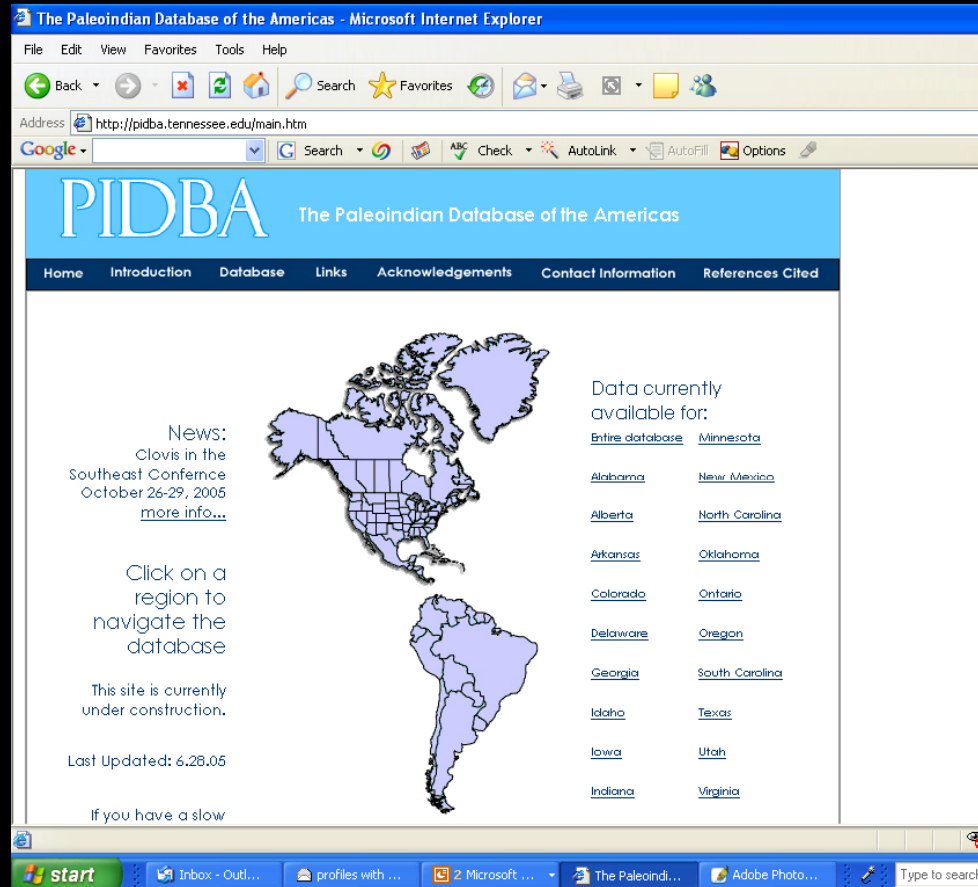 The Paleoindian Database of the Americas - Microsoft Internet Explorer
File Edit View Favorites Tools Help
Back Search Favorites
Address http://pidba.tennessee.edu/main.htm
Google Search ABC Check AutoLink AutoFill Options
PIDBA The Paleoindian Database of the Americas
Home Introduction Database Links Acknowledgements Contact Information References Cited
News:
Clovis in the
Southeast Confernce
October 26-29, 2005
more info...
Click on a
region to
navigate the
database
This site is currently
under construction.
Last Updated: 6.28.05
If you have a slow
Data currently
available for:
Entire database Minnesota
Alabama New Mexico
Alberta North Carolina
Arkansas Oklahoma
Colorado Ontario
Delaware Oregon
Georgia South Carolina
Idaho Texas
Iowa Utah
Indiana Virginia
start Inbox - Outl... profiles with ... 2 Microsoft ... The Paleoindi... Adobe Photo... Type to search